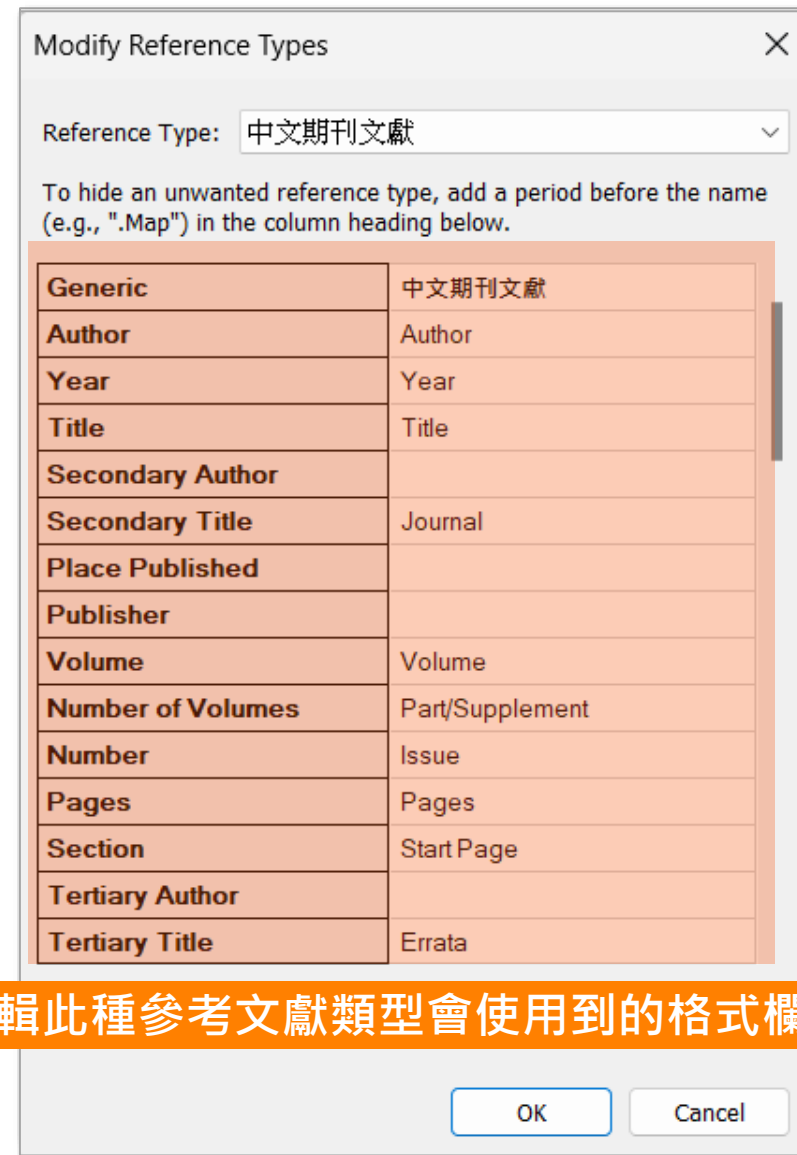 Modify Reference Types
Reference Type: 中文期刊文獻
To hide an unwanted reference type, add a period before the name
(e.g., ".Map") in the column heading below.
Generic 中文期刊文獻
Author Author
Year Year
Title Title
Secondary Author
Secondary Title Journal
Place Published
Publisher
Volume Volume
Number of Volumes Part/Supplement
Number Issue
Pages Pages
Section Start Page
Tertiary Author
Tertiary Title Errata
輯此種參考文獻類型會使用到的格式欄
OK Cancel